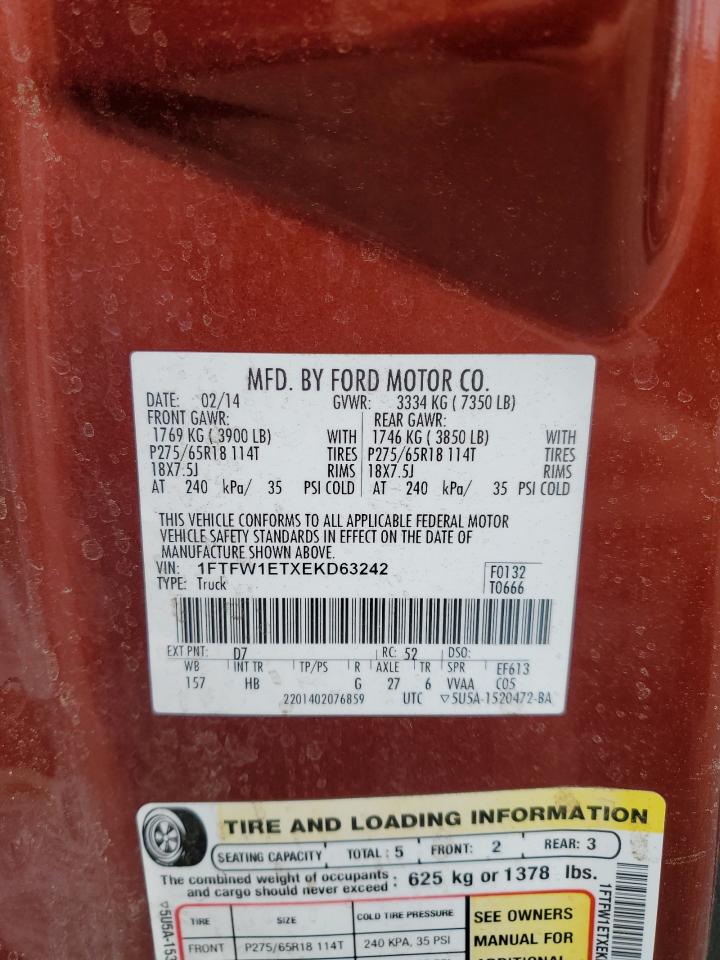 MFD. BY FORD MOTOR CO.
DATE: 02/14 GVWR: 3334 KG ( 7350 LB)
FRONT GAWR: REAR GAWR:
1769 KG ( 3900 LB) WITH 1746 KG ( 3850 LB) WITH
P275/65R18 114T TIRES P275/65R18 114T TIRES
18X7.5J RIMS 18X7.5J RIMS
AT 240 kPa/ 35 PSI COLD AT 240 kPa/ 35 PSI COLD
THIS VEHICLE CONFORMS TO ALL APPLICABLE FEDERAL MOTOR
VEHICLE SAFETY STANDARDS IN EFFECT ON THE DATE OF
MANUFACTURE SHOWN ABOVE.
VIN: 1FTFW1ETXEKD63242 F0132
TYPE: Truck T0666
EXT PNT: D7 RC: 52 DSO:
WB INT TR TP/PS R AXLE TR SPR EF613
157 HB G 27 6 VVAA C05
2201402076859 UTC ▽5U5A-1520472-BA
TIRE AND LOADING INFORMATION
SEATING CAPACITY TOTAL : 5 FRONT: 2 REAR: 3
The combined weight of occupants : 625 kg or 1378 lbs.
and cargo should never exceed :
TIRE SIZE COLD TIRE PRESSURE SEE OWNERS
FRONT P275/65R18 114T 240 KPA, 35 PSI MANUAL FOR
▽5U5A-153
1FTFW1ETXEK